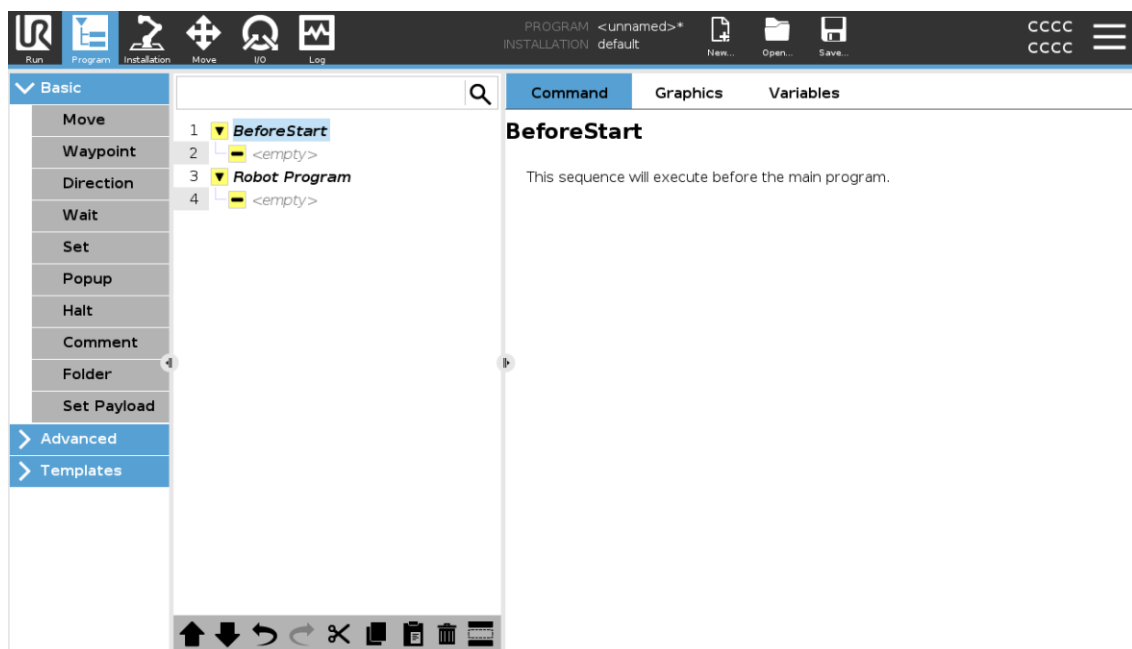 PROGRAM <unnamed>*
INSTALLATION default
CCCC
CCCC
Run Program Installation Move I/O Log New... Open... Save...
Basic
Move
Waypoint
Direction
Wait
Set
Popup
Halt
Comment
Folder
Set Payload
Advanced
Templates
1 BeforeStart
2 <empty>
3 Robot Program
4 <empty>
Command Graphics Variables
BeforeStart
This sequence will execute before the main program.